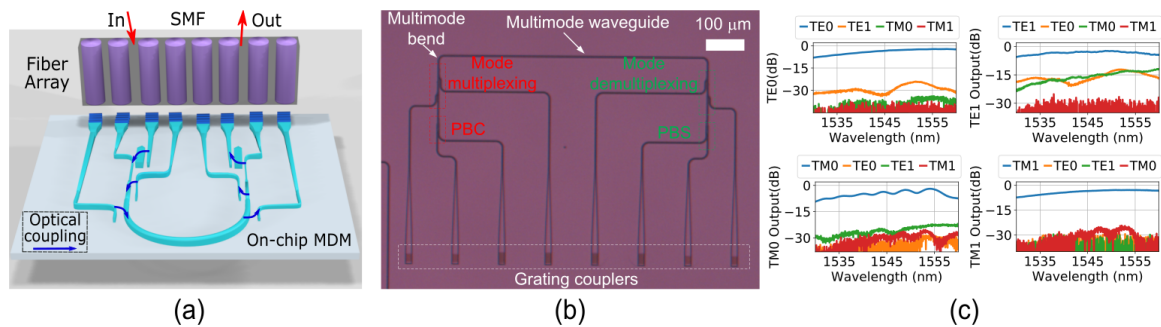 In SMF Out
Fiber
Array
Optical
coupling
On-chip MDM
(a)
Multimode
bend
Multimode waveguide
100 μm
Mode
multiplexing
Mode
demultiplexing
PBC
PBS
Grating couplers
(b)
TE0 TE1 TM0 TM1
TE0(dB)
0
−15
−30
1535 1545 1555
Wavelength (nm)
TE1 TE0 TM0 TM1
TE1 Output(dB)
0
−15
−30
1535 1545 1555
Wavelength (nm)
TM0 TE0 TE1 TM1
TM0 Output(dB)
0
−15
−30
1535 1545 1555
Wavelength (nm)
TM1 TE0 TE1 TM0
TM1 Output(dB)
0
−15
−30
1535 1545 1555
Wavelength (nm)
(c)